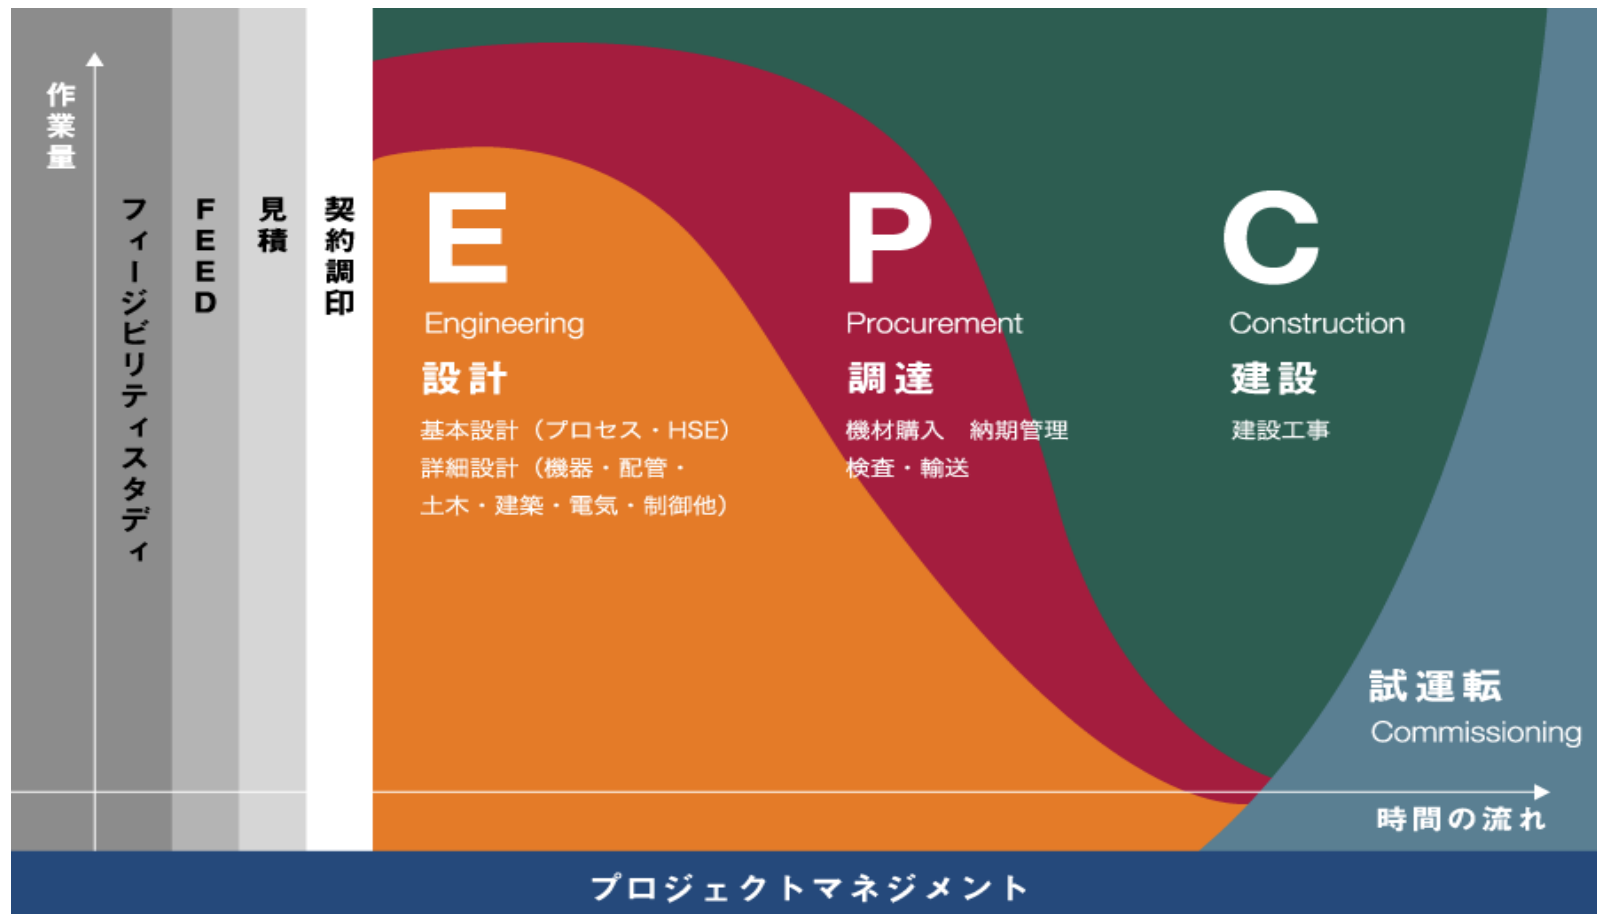 作業量
フィージビリティスタディ
FEED
見積
契約調印
E
Engineering
設計
基本設計（プロセス・HSE）
詳細設計（機器・配管・
土木・建築・電気・制御他）
P
Procurement
調達
機材購入　納期管理
検査・輸送
C
Construction
建設
建設工事
試運転
Commissioning
時間の流れ
プロジェクトマネジメント